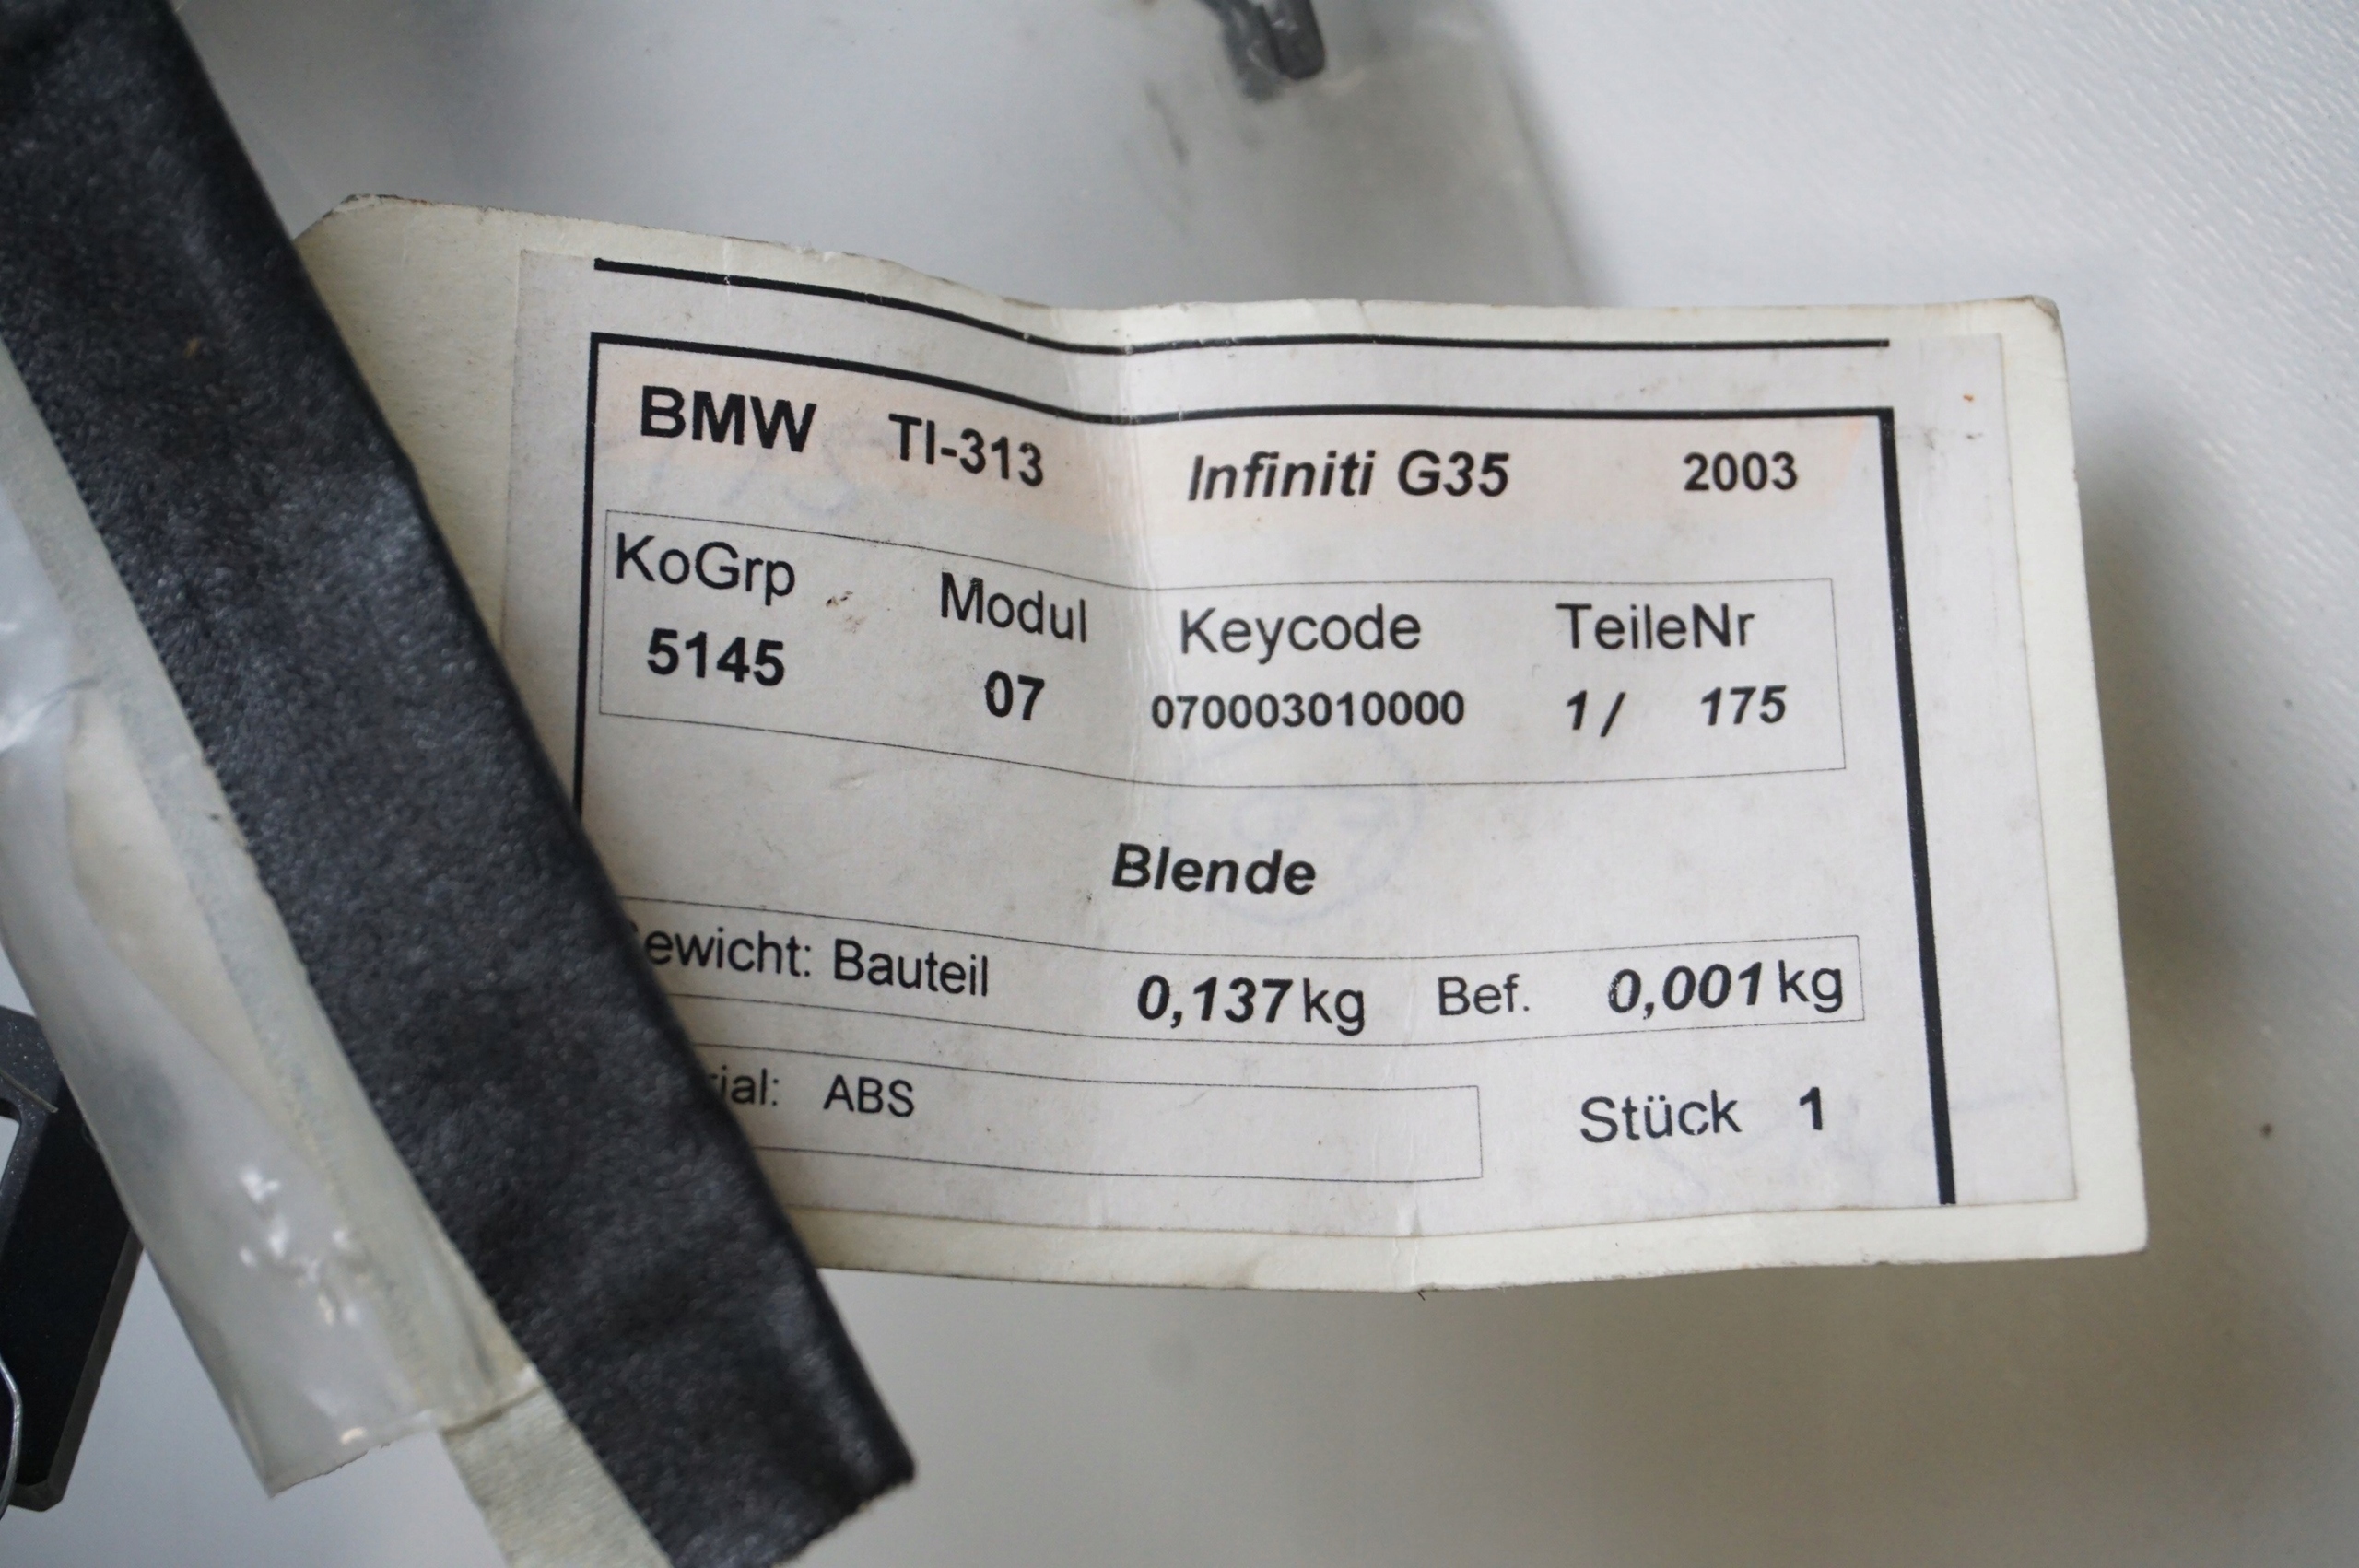 BMW TI-313 Infiniti G35 2003
KoGrp Modul Keycode TeileNr
5145 07 070003010000 1 / 175
Blende
ewicht: Bauteil 0,137 kg Bef. 0,001 kg
rial: ABS Stück 1